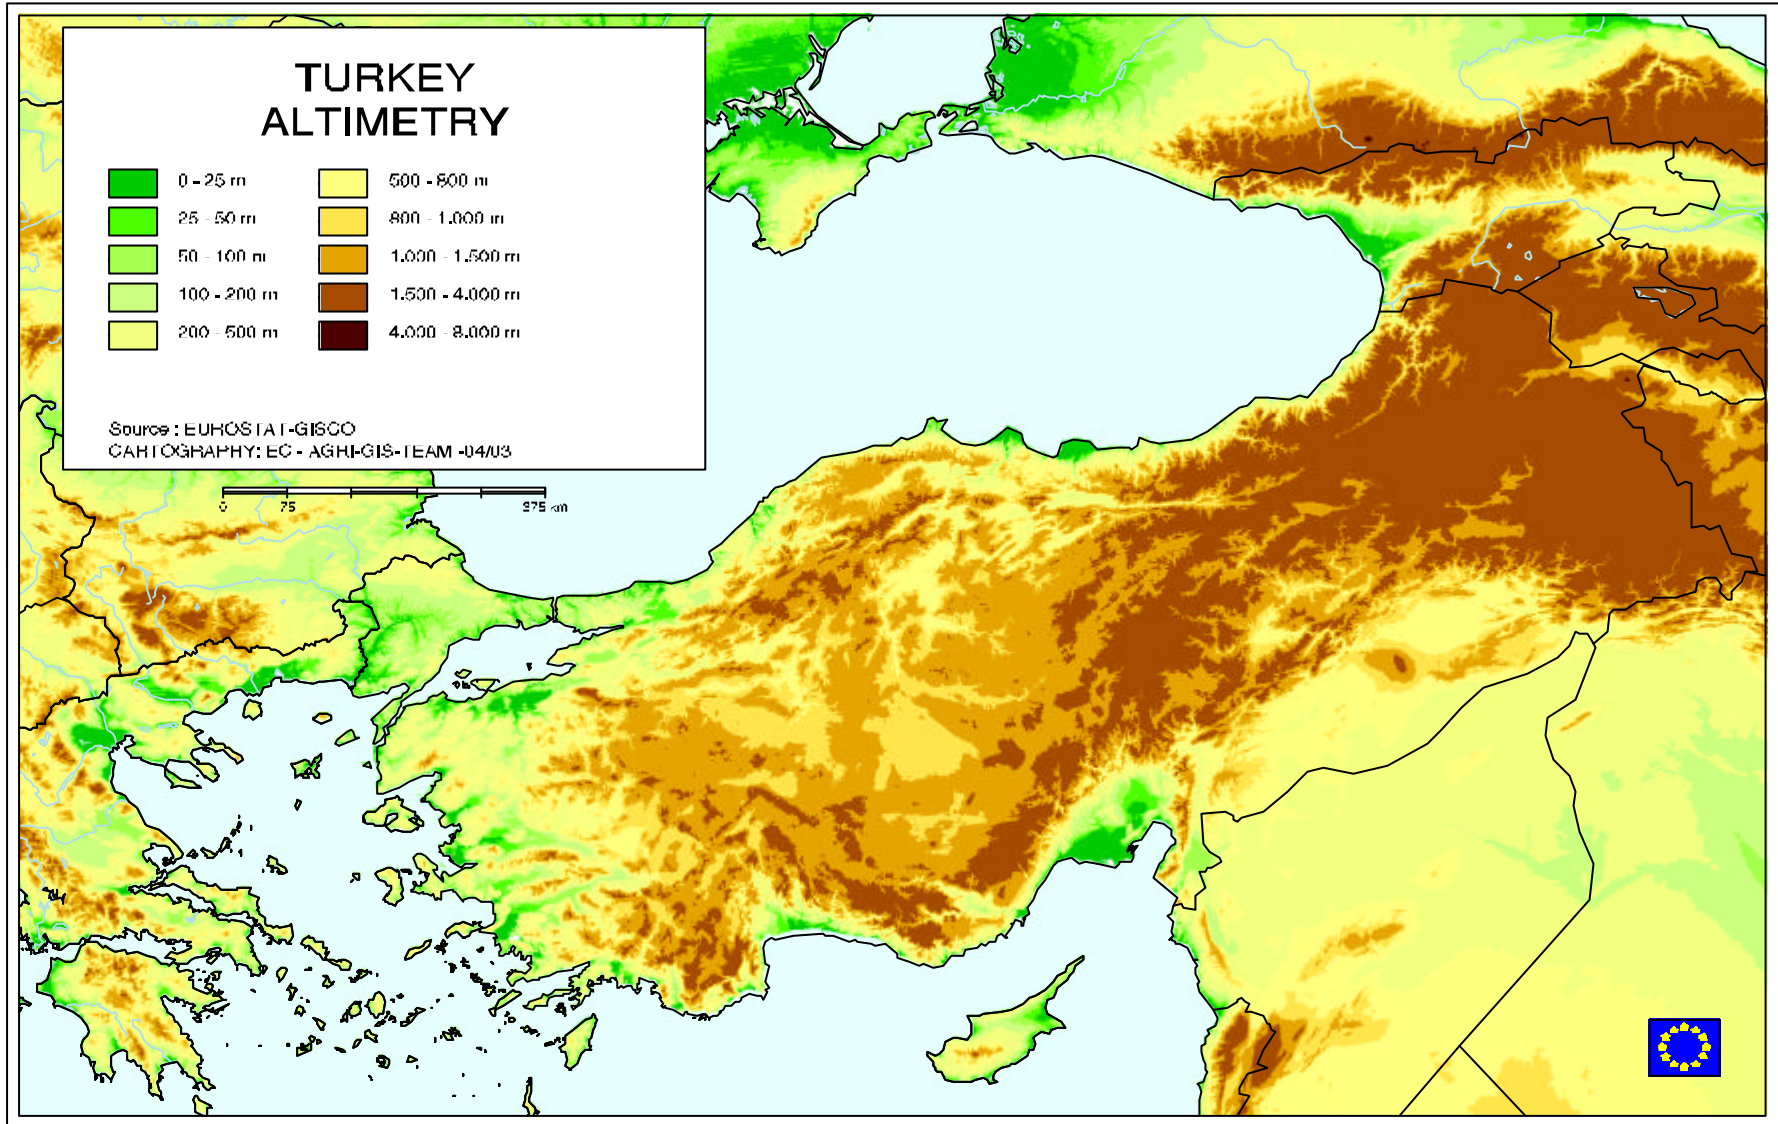 TURKEY
ALTIMETRY
0 - 25 m
25 - 50 m
50 - 100 m
100 - 200 m
200 - 500 m
500 - 800 m
800 - 1.000 m
1.000 - 1.500 m
1.500 - 4.000 m
4.000 - 8.000 m
Source : EUROSTAT-GISCO
CARTOGRAPHY: EC - AGRI-GIS-TEAM -04/03
0 75 375 km